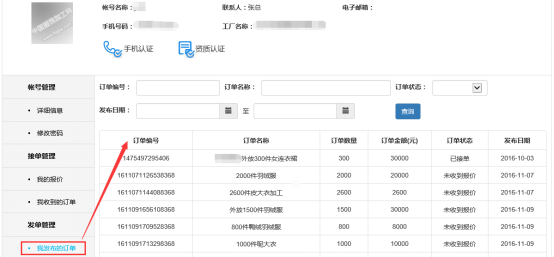 帐号名称：
联系人：张总
电子邮箱：
手机号码：
工厂名称：
手机认证
资质认证
帐号管理
• 详细信息
• 修改密码
接单管理
• 我的报价
• 我收到的订单
发单管理
• 我发布的订单
订单编号：
订单名称：
订单状态：
发布日期：
至
查询
订单编号 订单名称 订单数量 订单金额(元) 订单状态 发布日期
1475497295406 外放300件女连衣裙 300 30000 已接单 2016-10-03
1611071126538368 2000件羽绒服 2000 20000 未收到报价 2016-11-07
1611071144088368 2600件皮大衣加工 2600 2600 未收到报价 2016-11-07
1611091656108368 外放1500件羽绒服 1500 30000 未收到报价 2016-11-09
1611091709528368 800件鸭绒羽绒服 800 8000 未收到报价 2016-11-09
1611091713298368 1000件呢大衣 1000 10000 未收到报价 2016-11-09